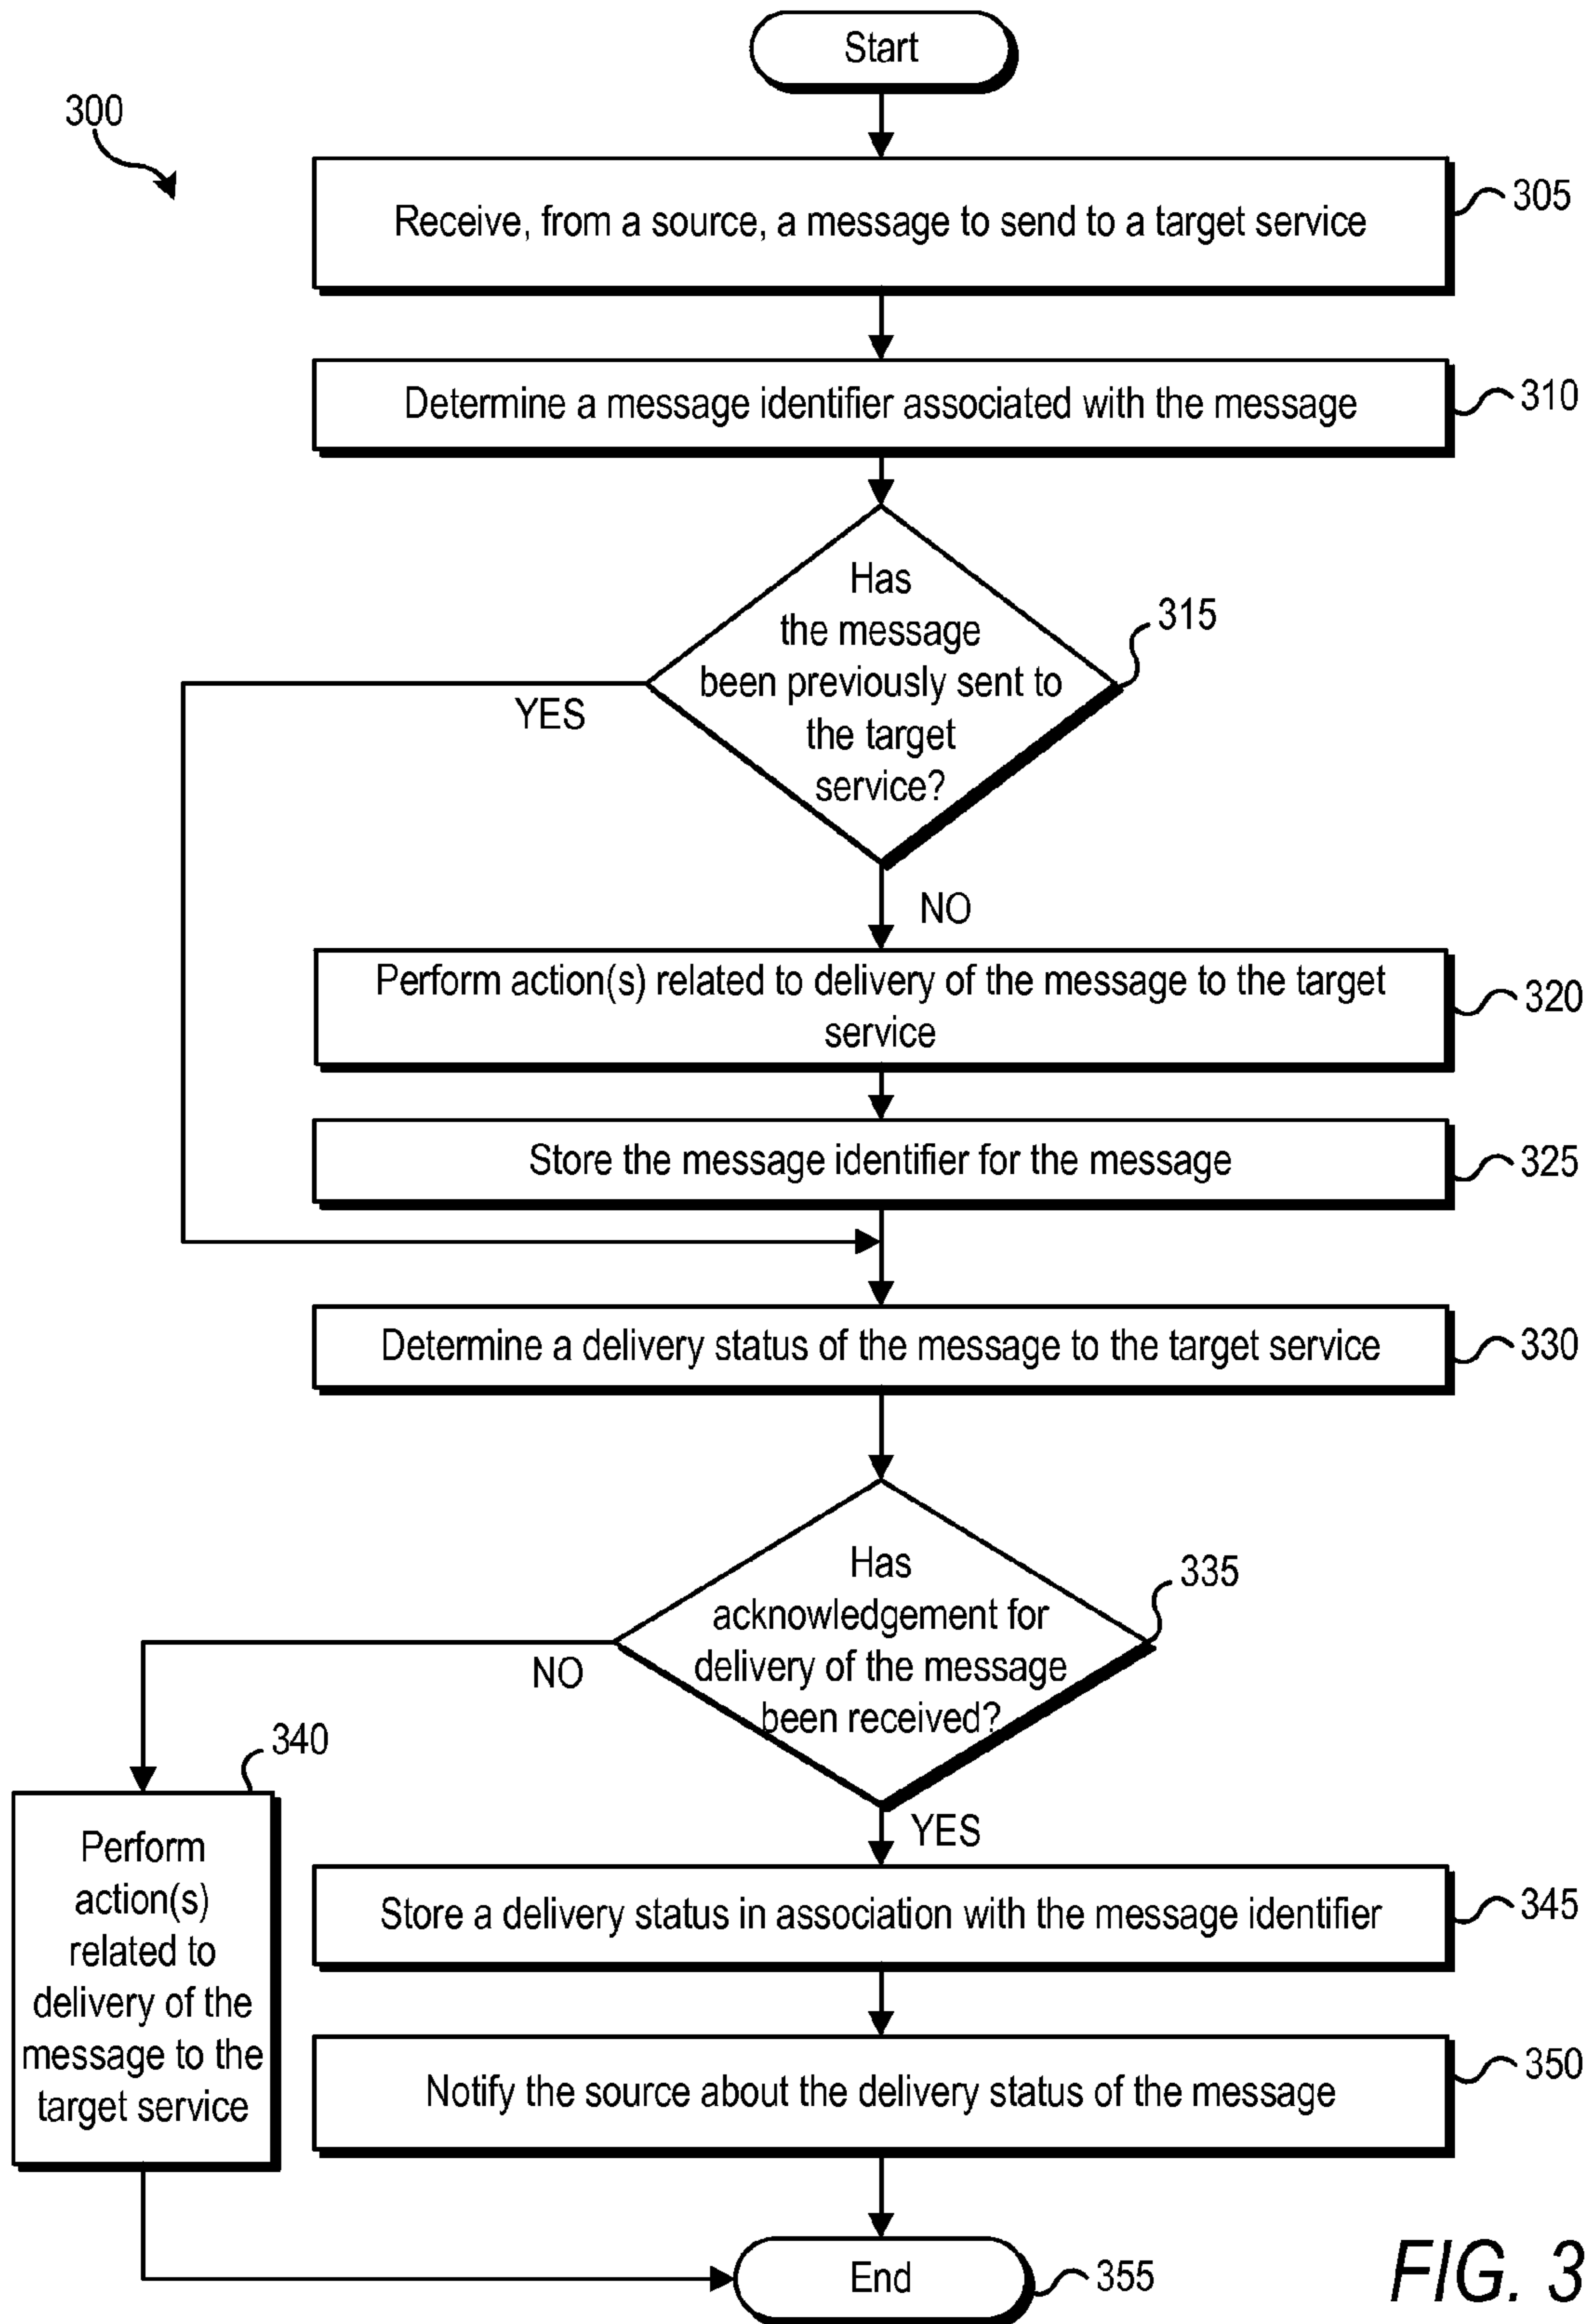 Start
300
Receive, from a source, a message to send to a target service
305
Determine a message identifier associated with the message
310
Has
the message
been previously sent to
the target
service?
315
YES
NO
Perform action(s) related to delivery of the message to the target
service
320
Store the message identifier for the message
325
Determine a delivery status of the message to the target service
330
Has
acknowledgement for
delivery of the message
been received?
335
NO
YES
340
Perform
action(s)
related to
delivery of the
message to the
target service
Store a delivery status in association with the message identifier
345
Notify the source about the delivery status of the message
350
End
355
FIG. 3